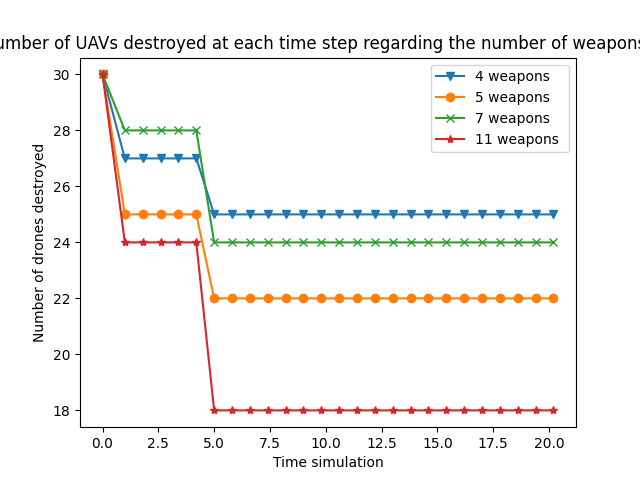 umber of UAVs destroyed at each time step regarding the number of weapons
4 weapons
5 weapons
7 weapons
11 weapons
Number of drones destroyed
30
28
26
24
22
20
18
0.0 2.5 5.0 7.5 10.0 12.5 15.0 17.5 20.0
Time simulation